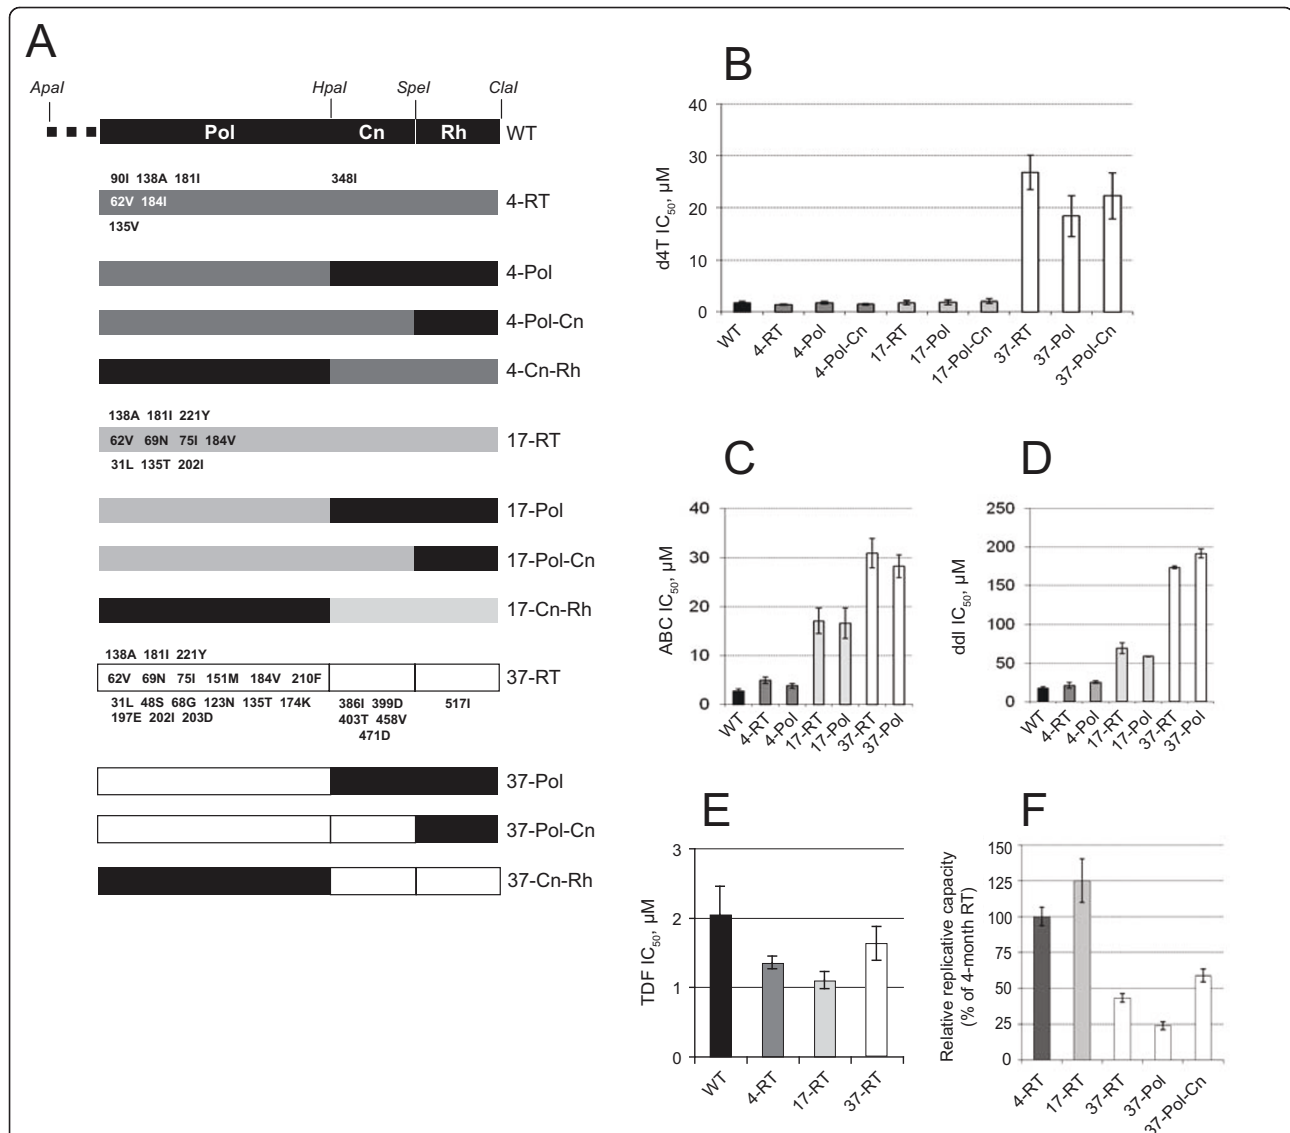 A
ApaI HpaI SpeI ClaI
Pol Cn Rh WT
90I 138A 181I 348I
62V 184I 4-RT
135V
4-Pol
4-Pol-Cn
4-Cn-Rh
138A 181I 221Y
62V 69N 75I 184V 17-RT
31L 135T 202I
17-Pol
17-Pol-Cn
17-Cn-Rh
138A 181I 221Y
62V 69N 75I 151M 184V 210F 37-RT
31L 48S 68G 123N 135T 174K 386I 399D 517I
197E 202I 203D 403T 458V
471D
37-Pol
37-Pol-Cn
37-Cn-Rh
B
d4T IC50, µM
40
30
20
10
0
WT 4-RT 4-Pol 4-Pol-Cn 17-RT 17-Pol 17-Pol-Cn 37-RT 37-Pol 37-Pol-Cn
C
ABC IC50, µM
40
30
20
10
0
WT 4-RT 4-Pol 17-RT 17-Pol 37-RT 37-Pol
D
ddI IC50, µM
250
200
150
100
50
0
WT 4-RT 4-Pol 17-RT 17-Pol 37-RT 37-Pol
E
TDF IC50, µM
3
2
1
0
WT 4-RT 17-RT 37-RT
F
Relative replicative capacity
(% of 4-month RT)
150
125
100
75
50
25
0
4-RT 17-RT 37-RT 37-Pol 37-Pol-Cn